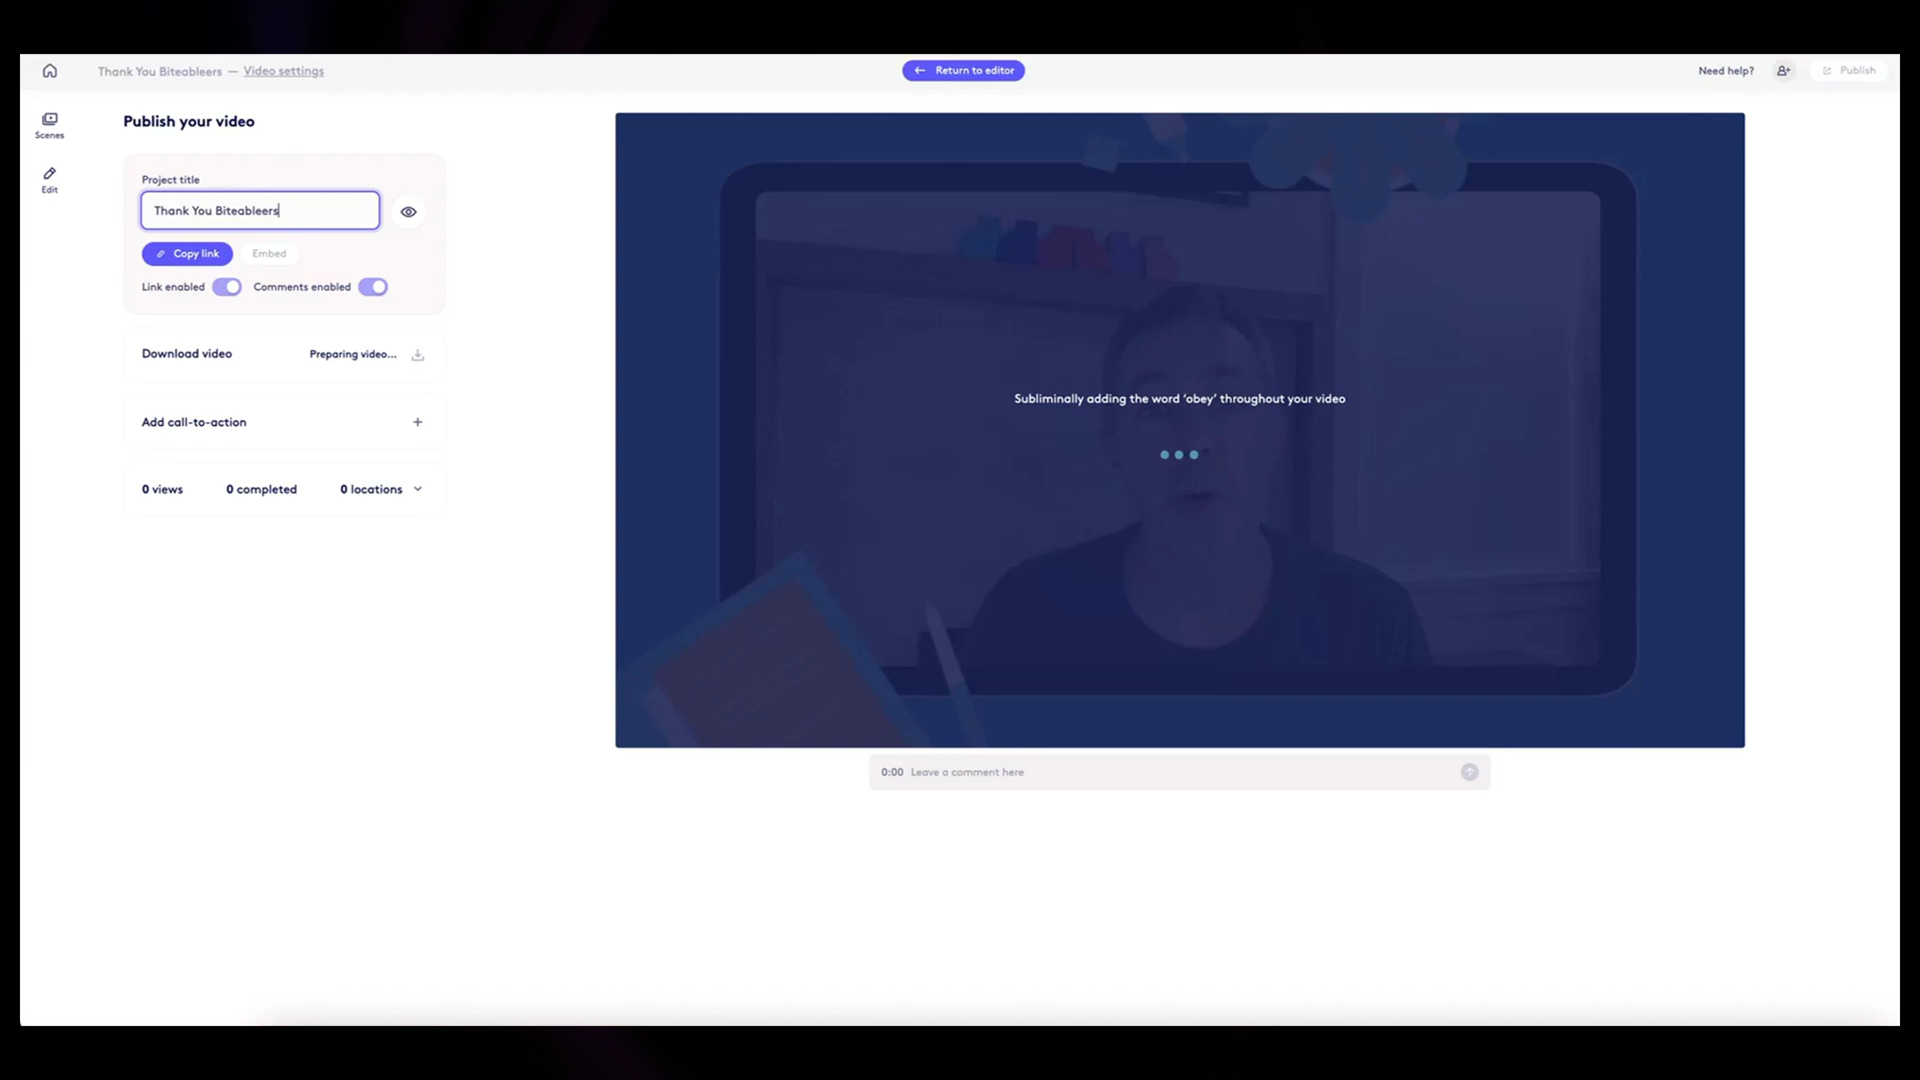 Thank You Biteableers — Video settings
Return to editor
Need help?
Publish
Scenes
Edit
Publish your video
Project title
Thank You Biteableers
Copy link
Embed
Link enabled
Comments enabled
Download video
Preparing video...
Add call-to-action
0 views
0 completed
0 locations
Subliminally adding the word ‘obey’ throughout your video
0:00 Leave a comment here